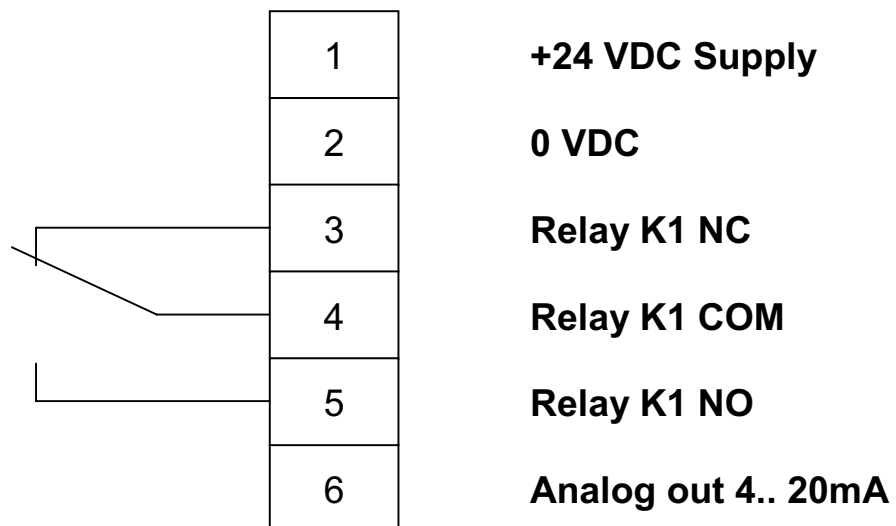 1 +24 VDC Supply
2 0 VDC
3 Relay K1 NC
4 Relay K1 COM
5 Relay K1 NO
6 Analog out 4.. 20mA